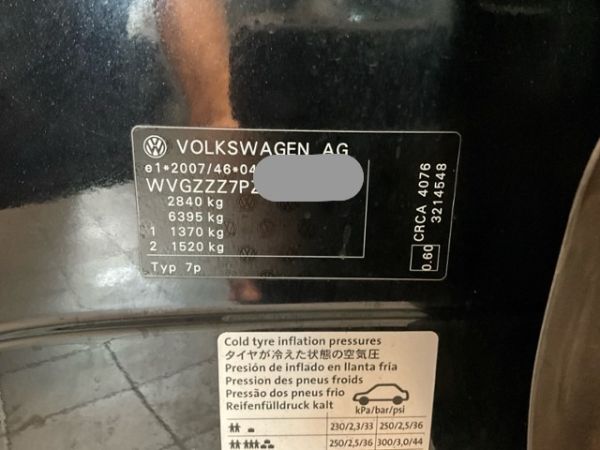 VOLKSWAGEN AG
e1*2007/46*04
WVGZZZ7P
2840 kg
6395 kg
1 1370 kg
2 1520 kg
Typ 7p
0.60
CRCA 4076
3214548
Cold tyre inflation pressures
タイヤが冷えた状態の空気圧
Presión de inflado en llanta fría
Pression des pneus froids
Pressão dos pneus frio
Reifenfülldruck kalt
kPa/bar/psi
230/2,3/33 250/2,5/36
250/2,5/36 300/3,0/44